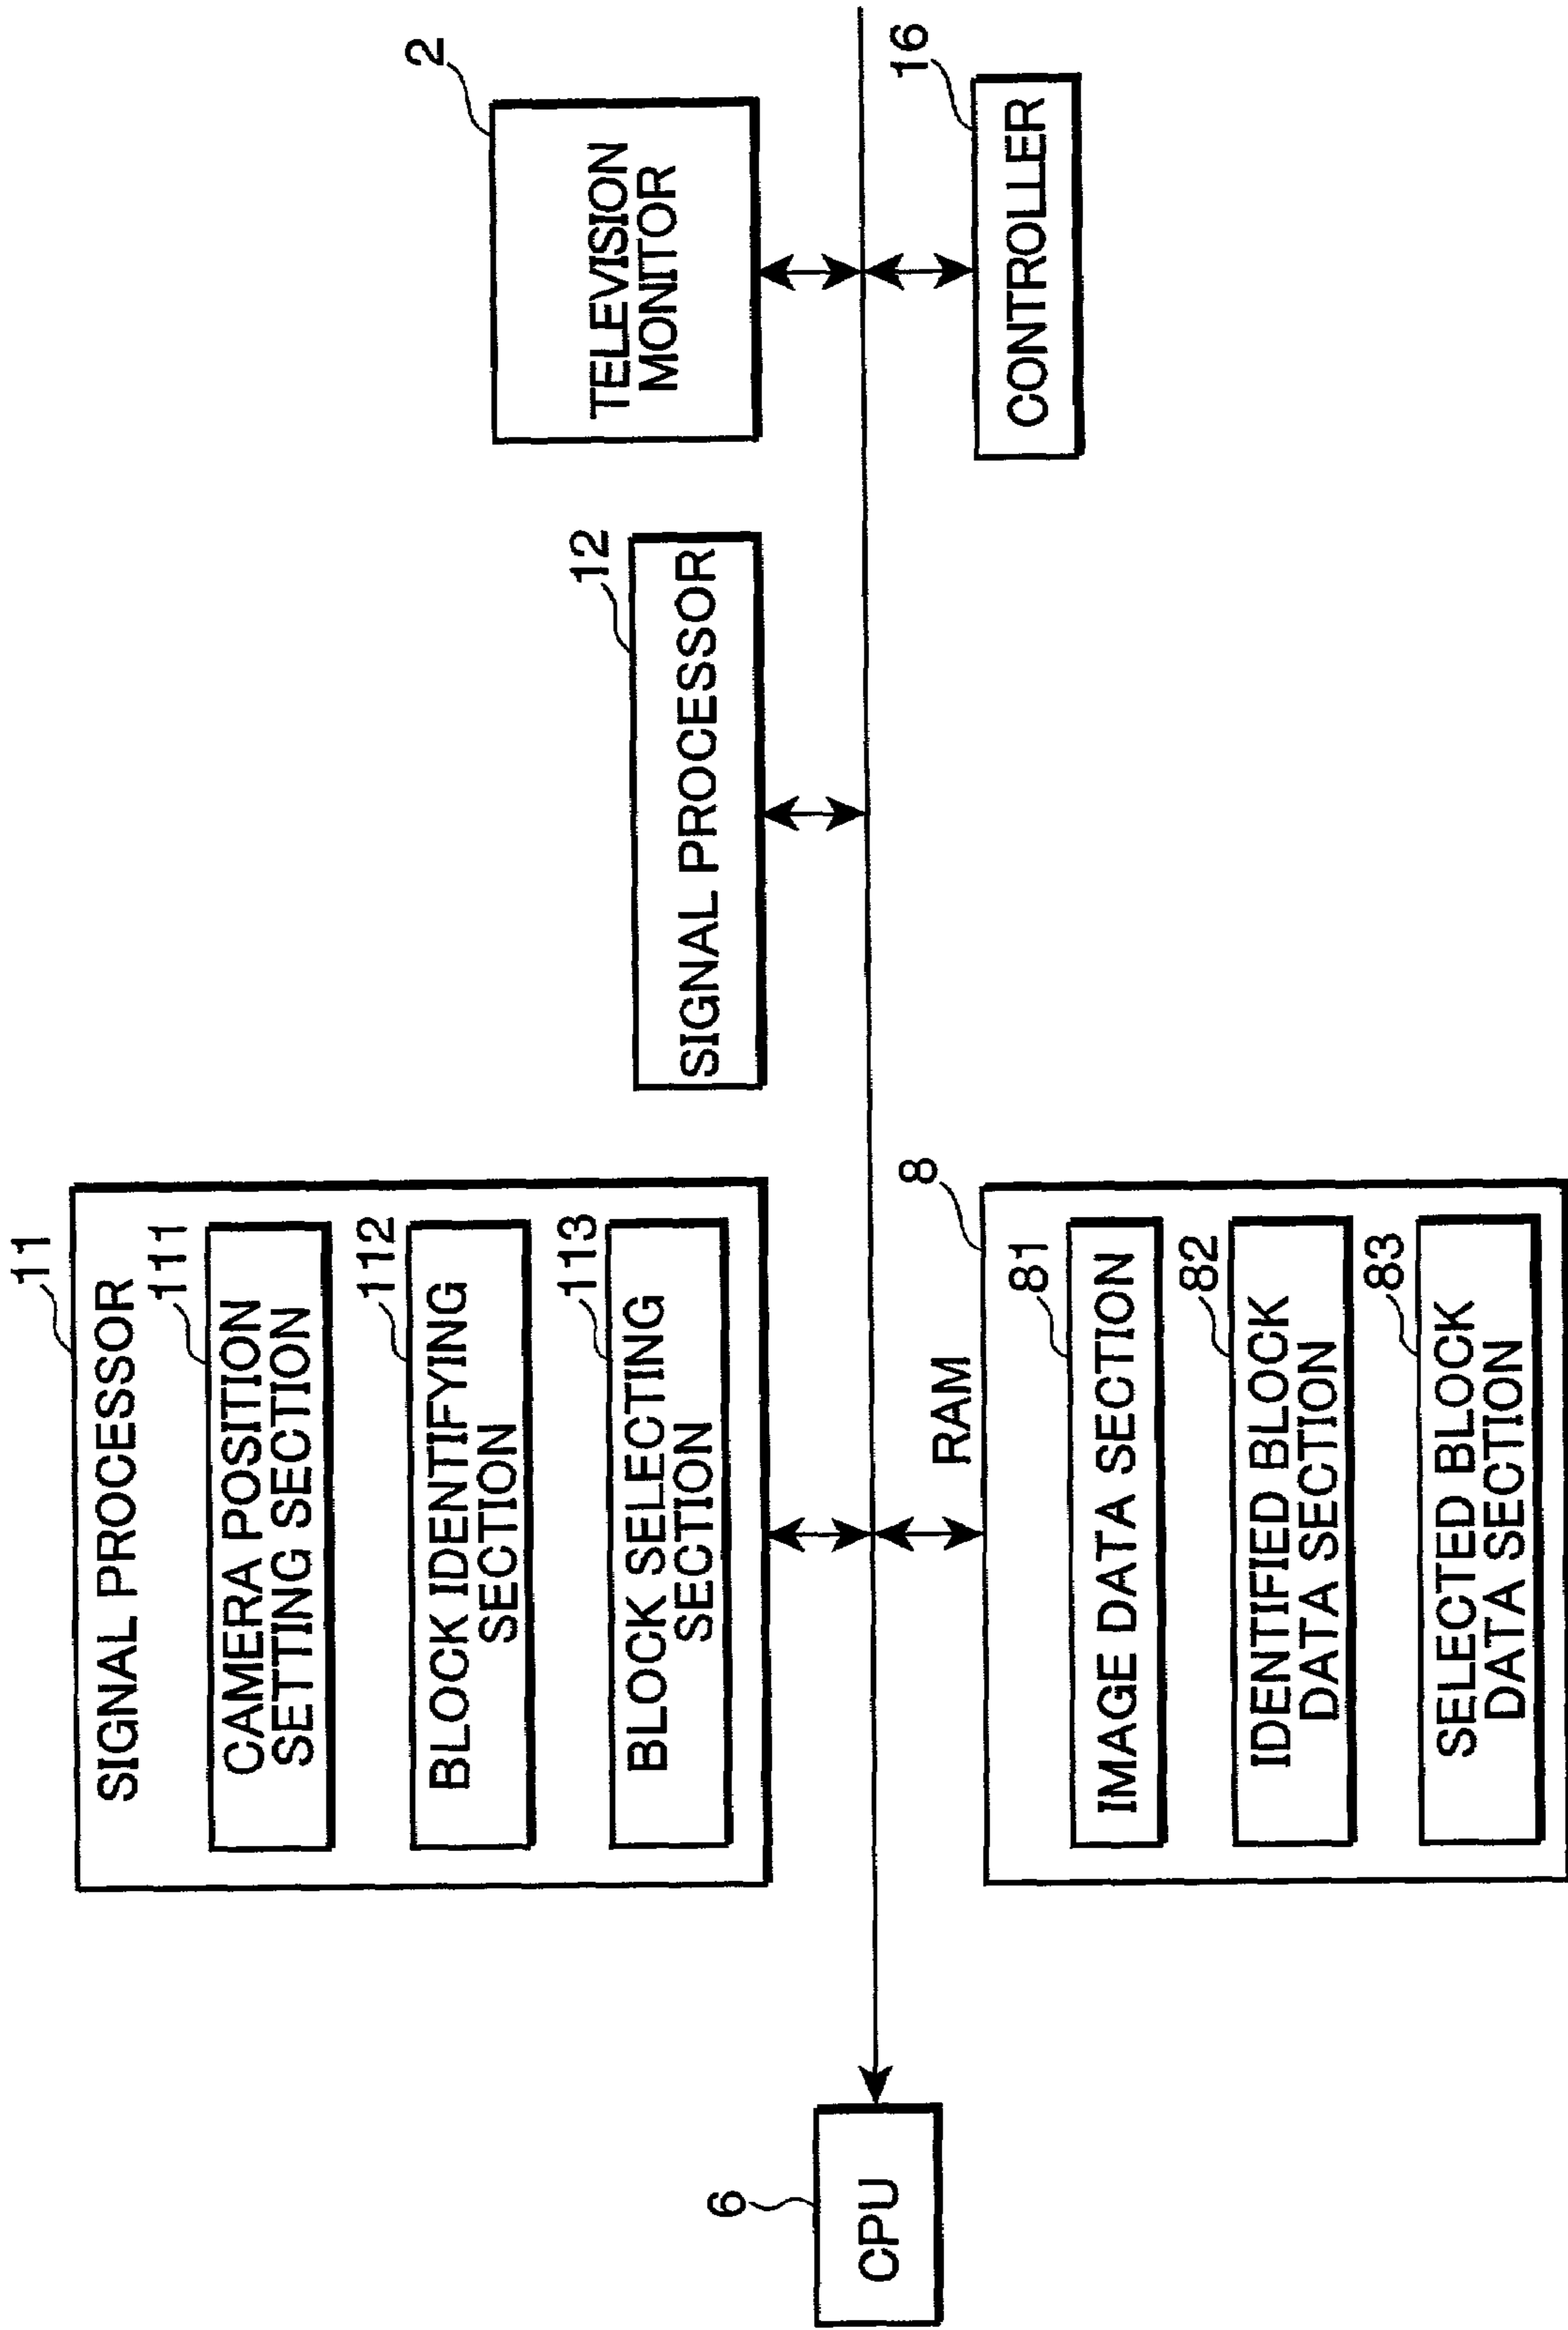 11
SIGNAL PROCESSOR
111
CAMERA POSITION
SETTING SECTION
112
BLOCK IDENTIFYING
SECTION
113
BLOCK SELECTING
SECTION
12
SIGNAL PROCESSOR
2
TELEVISION
MONITOR
6
CPU
RAM
8
81
IMAGE DATA SECTION
82
IDENTIFIED BLOCK
DATA SECTION
83
SELECTED BLOCK
DATA SECTION
16
CONTROLLER